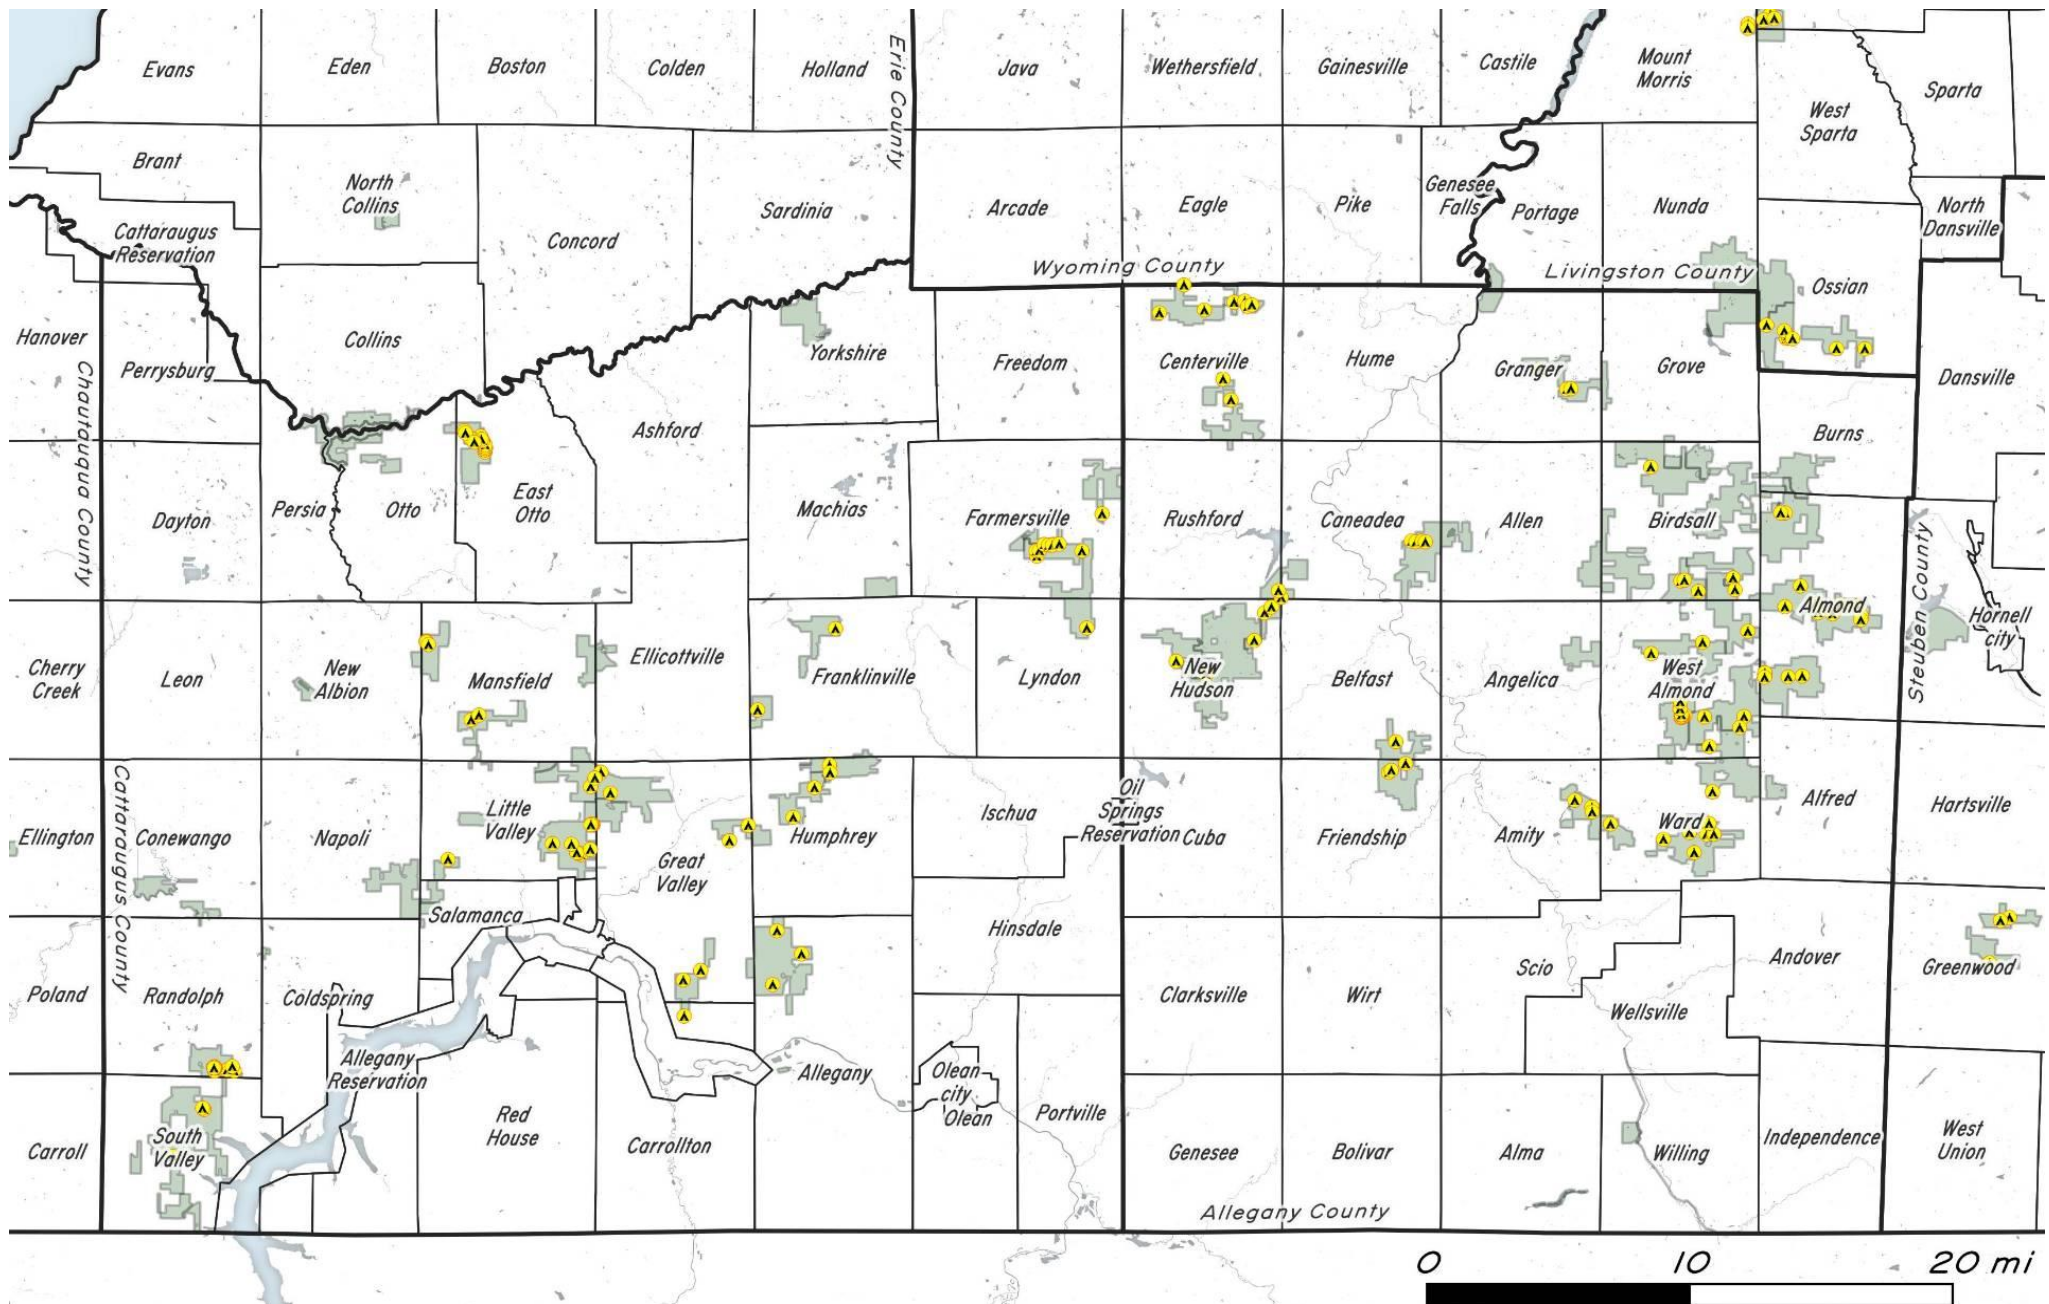 Evans
Eden
Boston
Colden
Holland
Erie County
Java
Wethersfield
Gainesville
Castile
Mount
Morris
West
Sparta
Sparta
Brant
North
Collins
Cattaraugus
Reservation
Concord
Sardinia
Arcade
Eagle
Pike
Genesee
Falls
Portage
Nunda
North
Dansville
Wyoming County
Livingston County
Ossian
Hanover
Perrysburg
Collins
Yorkshire
Freedom
Centerville
Hume
Granger
Grove
Dansville
Chautauqua County
Ashford
Burns
Dayton
Persia
Otto
East
Otto
Machias
Farmersville
Rushford
Caneadea
Allen
Birdsall
Steuben County
Almond
Hornell
city
Cherry
Creek
Leon
New
Albion
Mansfield
Ellicottville
Franklinville
Lyndon
New
Hudson
Belfast
Angelica
West
Almond
Cattaraugus County
Ellington
Conewango
Napoli
Little
Valley
Great
Valley
Humphrey
Ischua
Oil
Springs
Reservation
Cuba
Friendship
Amity
Ward
Alfred
Hartsville
Salamanca
Hinsdale
Poland
Randolph
Coldspring
Clarksville
Wirt
Scio
Wellsville
Andover
Greenwood
Allegany
Reservation
Allegany
Olean
city
Olean
Portville
Carroll
South
Valley
Red
House
Carrollton
Genesee
Bolivar
Alma
Willing
Independence
West
Union
Allegany County
0 10 20 mi